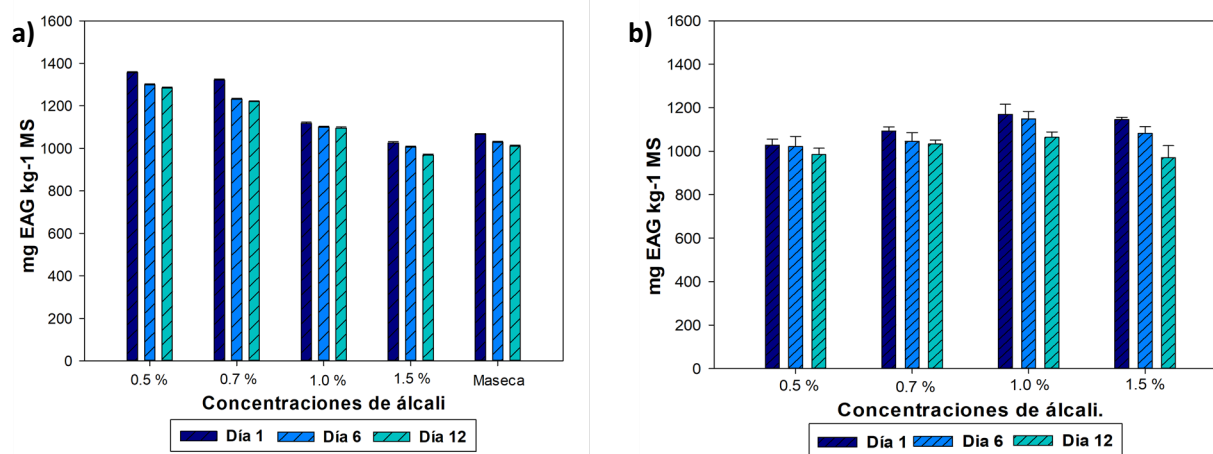 a)
mg EAG kg-1 MS
1600
1400
1200
1000
800
600
400
200
0
0.5 % 0.7 % 1.0 % 1.5 % Maseca
Concentraciones de álcali
Día 1 Día 6 Día 12
b)
mg EAG kg-1 MS
1600
1400
1200
1000
800
600
400
200
0
0.5 % 0.7 % 1.0 % 1.5 %
Concentraciones de álcali.
Día 1 Dia 6 Dia 12